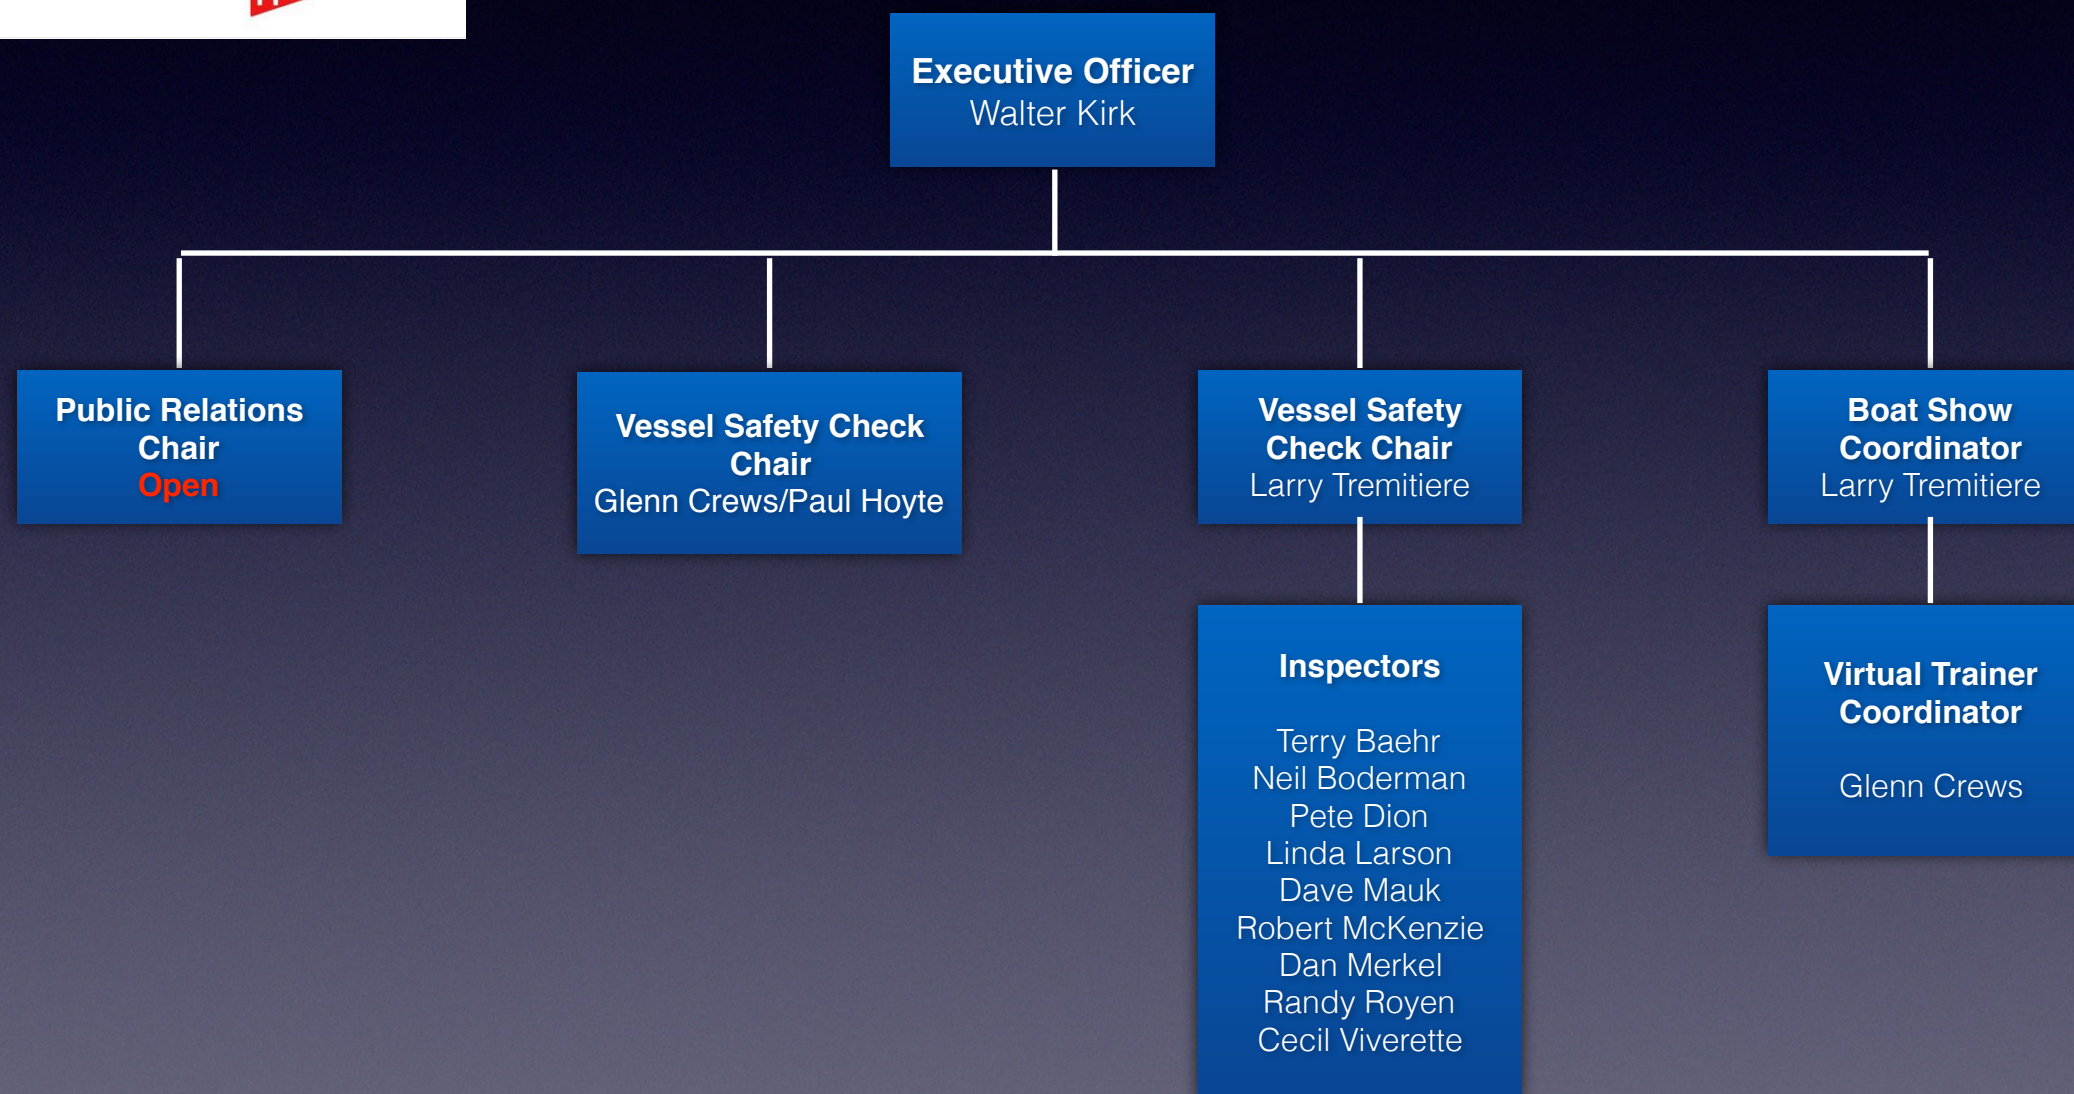 Executive Officer
Walter Kirk
Public Relations
Chair
Open
Vessel Safety Check
Chair
Glenn Crews/Paul Hoyte
Vessel Safety
Check Chair
Larry Tremitiere
Boat Show
Coordinator
Larry Tremitiere
Inspectors
Terry Baehr
Neil Boderman
Pete Dion
Linda Larson
Dave Mauk
Robert McKenzie
Dan Merkel
Randy Royen
Cecil Viverette
Virtual Trainer
Coordinator
Glenn Crews